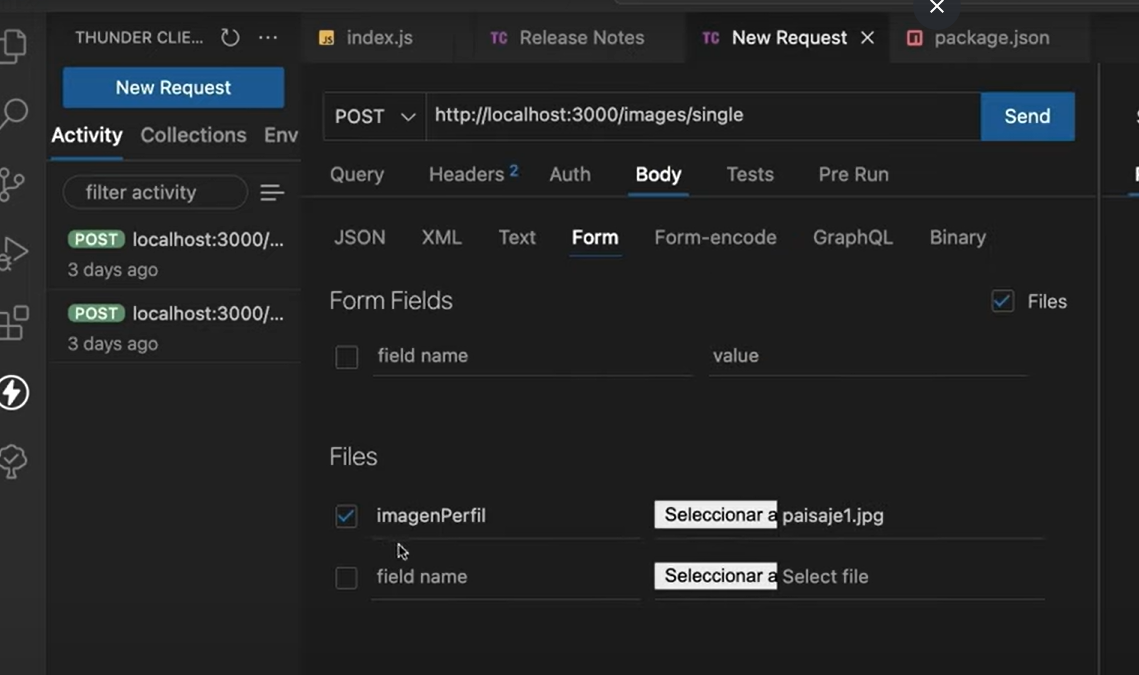 THUNDER CLIE... ...
JS index.js
TC Release Notes
TC New Request
package.json
New Request
POST http://localhost:3000/images/single Send
Activity Collections Env
Query Headers 2 Auth Body Tests Pre Run
filter activity
JSON XML Text Form Form-encode GraphQL Binary
POST localhost:3000/...
3 days ago
POST localhost:3000/...
3 days ago
Form Fields Files
field name value
Files
imagenPerfil Seleccionar a paisaje1.jpg
field name Seleccionar a Select file